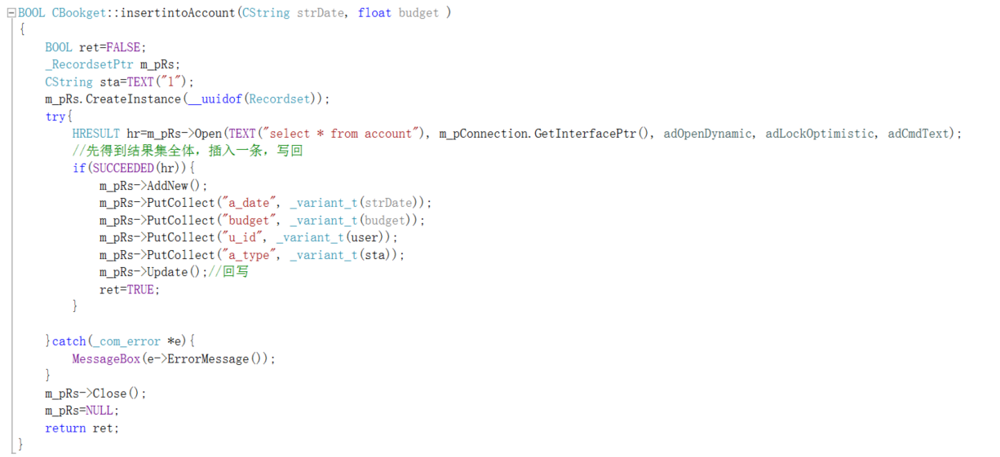 BOOL CBookget::insertintoAccount(CString strDate, float budget )
{
    BOOL ret=FALSE;
    _RecordsetPtr m_pRs;
    CString sta=TEXT("1");
    m_pRs.CreateInstance(__uuidof(Recordset));
    try{
        HRESULT hr=m_pRs->Open(TEXT("select * from account"), m_pConnection.GetInterfacePtr(), adOpenDynamic, adLockOptimistic, adCmdText);
        //先得到结果集全体，插入一条，写回
        if(SUCCEEDED(hr)){
            m_pRs->AddNew();
            m_pRs->PutCollect("a_date", _variant_t(strDate));
            m_pRs->PutCollect("budget", _variant_t(budget));
            m_pRs->PutCollect("u_id", _variant_t(user));
            m_pRs->PutCollect("a_type", _variant_t(sta));
            m_pRs->Update();//回写
            ret=TRUE;
        }
    }catch(_com_error *e){
        MessageBox(e->ErrorMessage());
    }
    m_pRs->Close();
    m_pRs=NULL;
    return ret;
}